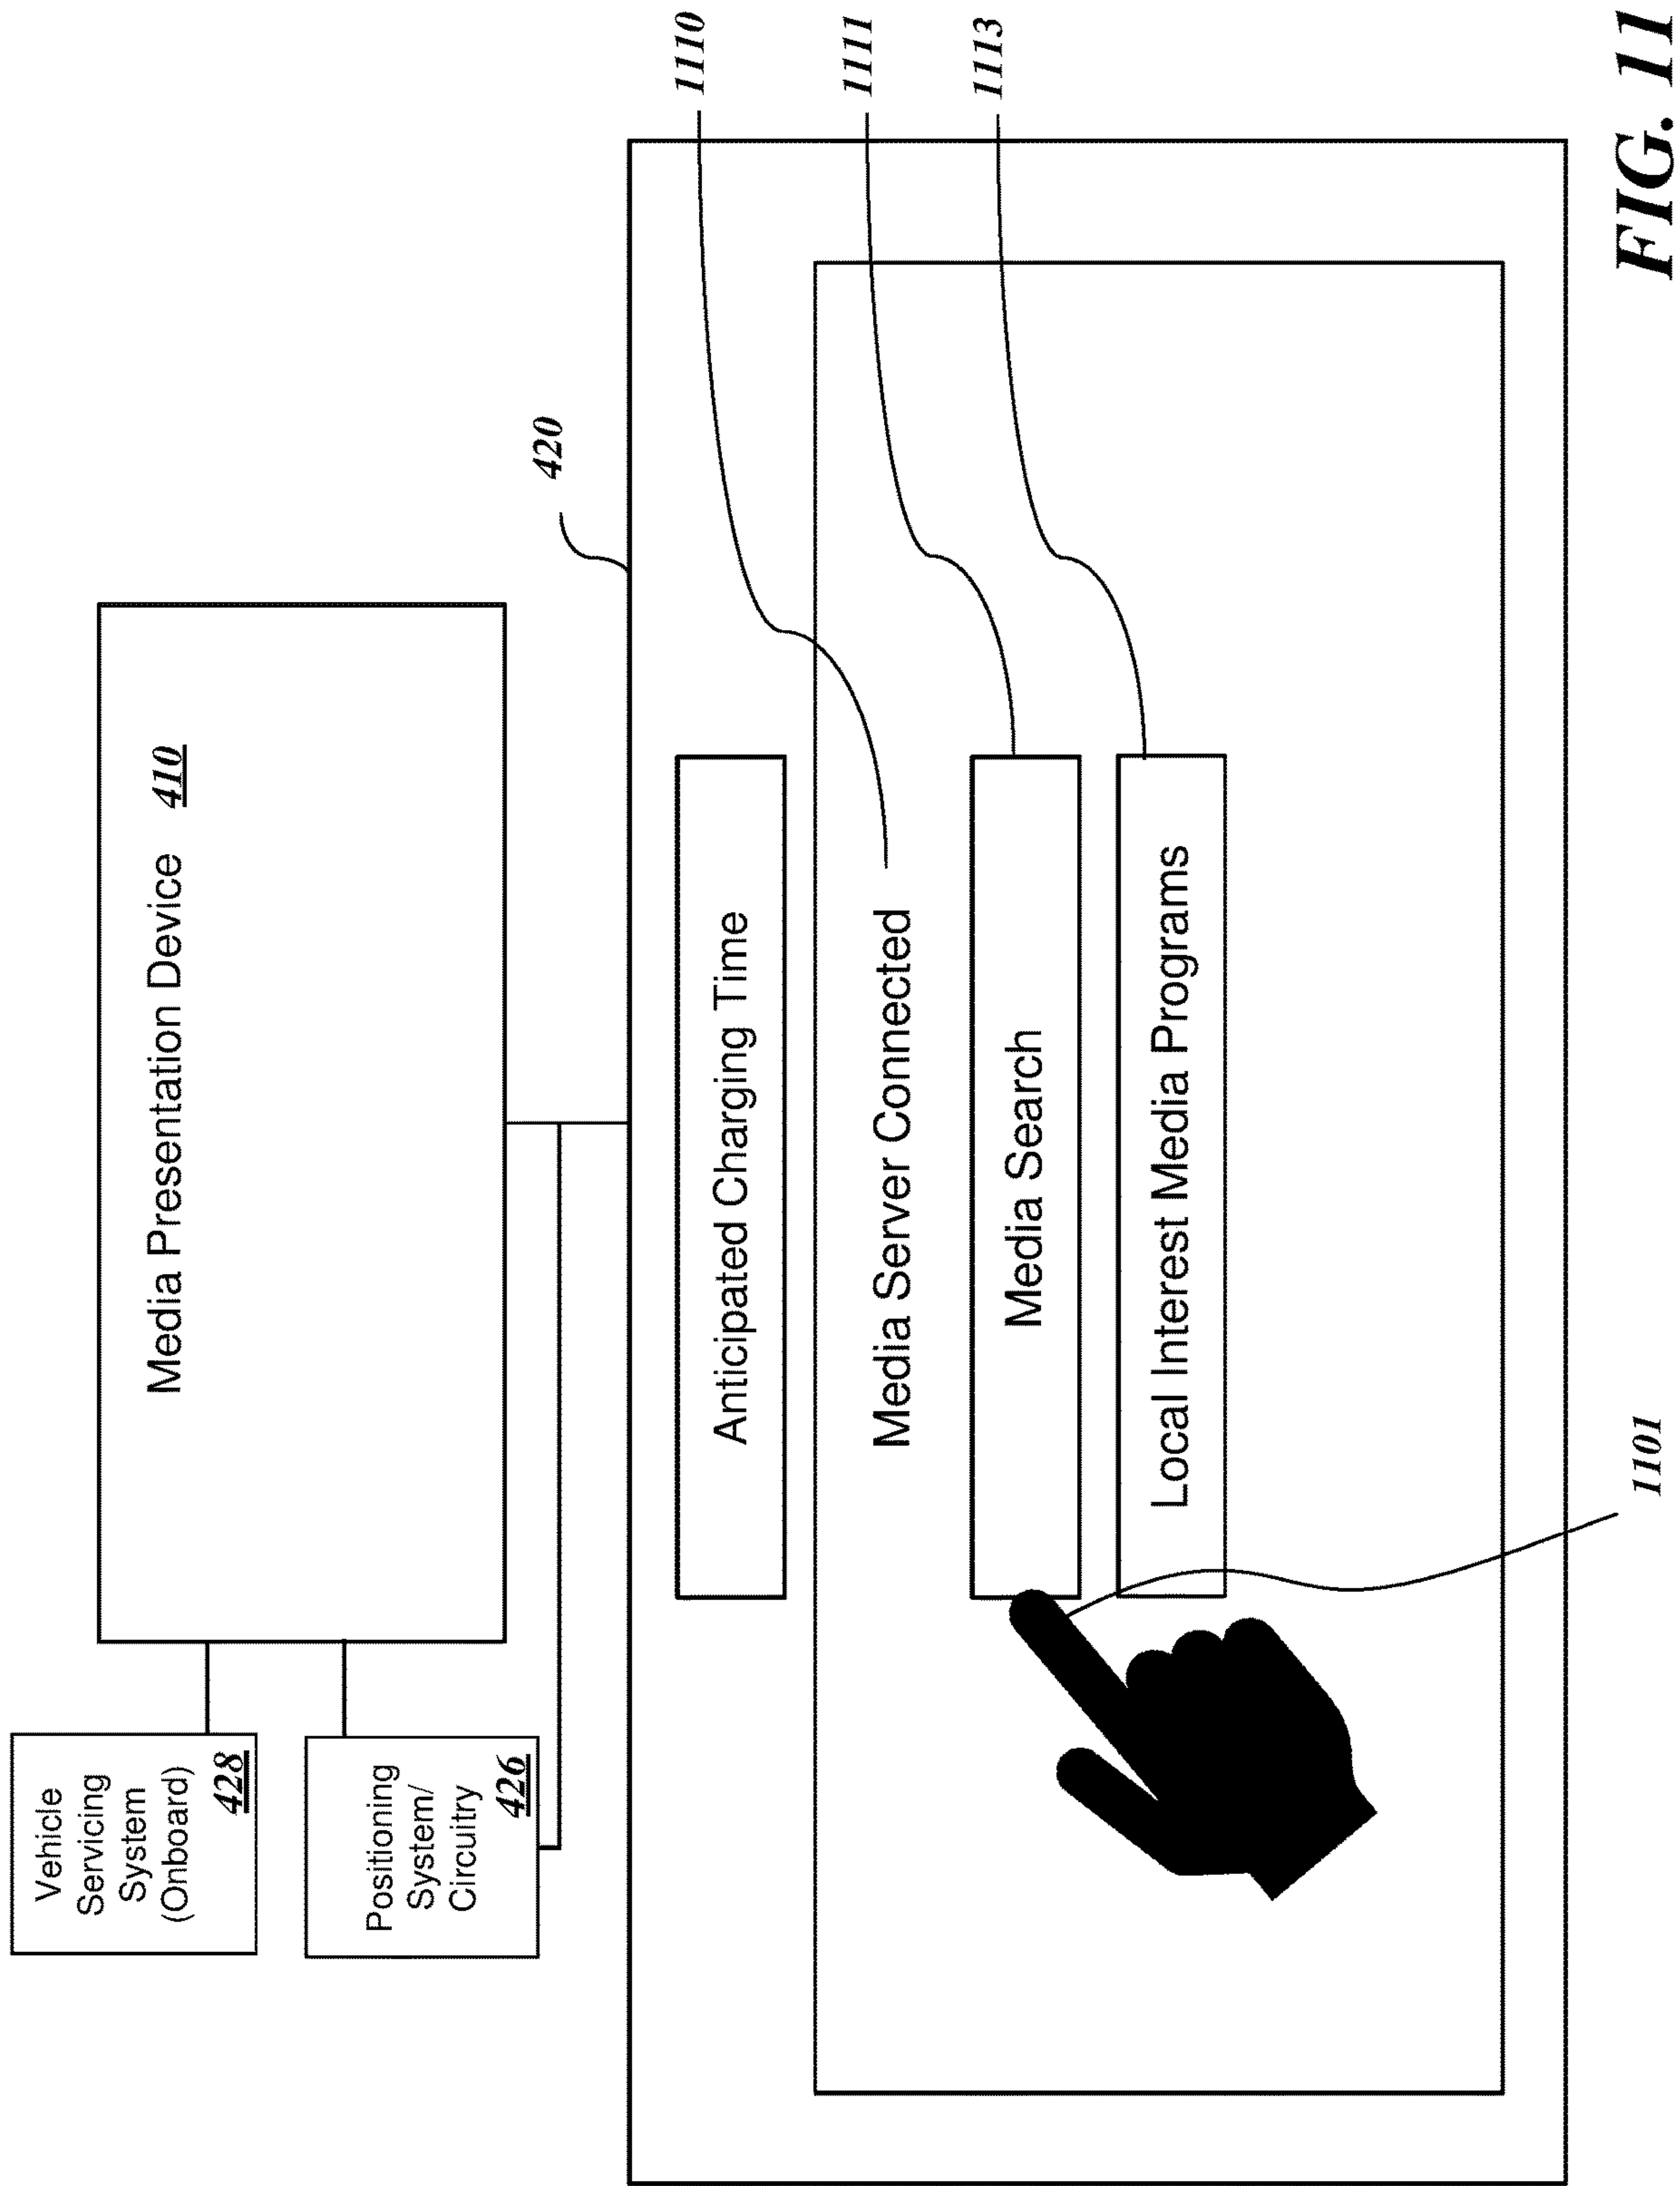 Vehicle
Servicing
System
(Onboard)
428
Positioning
System/
Circuitry
426
Media Presentation Device 410
420
Anticipated Charging Time
Media Server Connected
Media Search
Local Interest Media Programs
1110
1111
1113
1101
FIG. 11